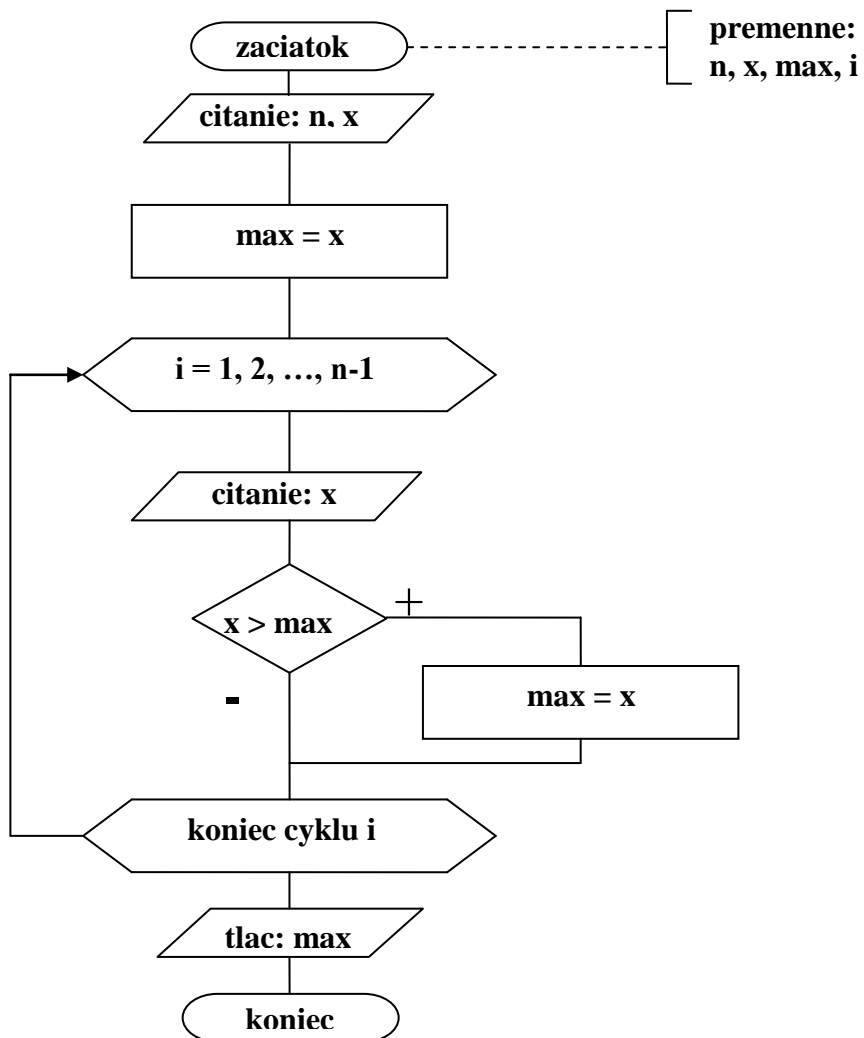 zaciatok
premenne:
n, x, max, i
citanie: n, x
max = x
i = 1, 2, …, n-1
citanie: x
x > max
+
-
max = x
koniec cyklu i
tlac: max
koniec